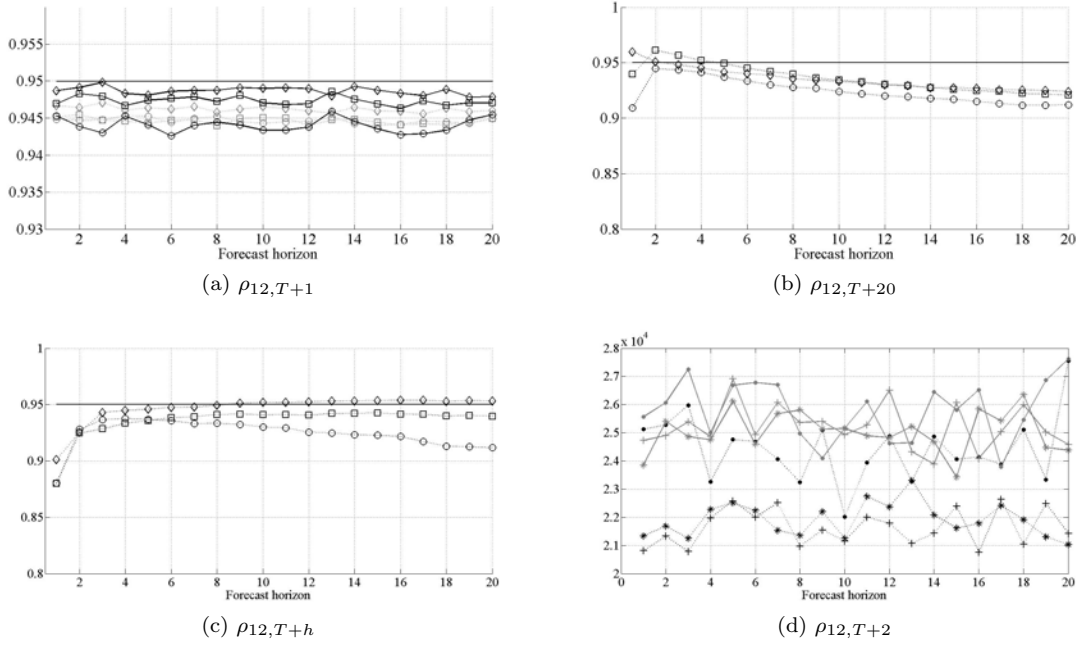 0.955
0.95
0.945
0.94
0.935
0.93
2 4 6 8 10 12 14 16 18 20
Forecast horizon
(a) ρ12,T+1
1
0.95
0.9
0.85
0.8
2 4 6 8 10 12 14 16 18 20
Forecast horizon
(b) ρ12,T+20
1
0.95
0.9
0.85
0.8
2 4 6 8 10 12 14 16 18 20
Forecast horizon
(c) ρ12,T+h
2.8 x 10⁴
2.7
2.6
2.5
2.4
2.3
2.2
2.1
2
0 2 4 6 8 10 12 14 16 18 20
Forecast horizon
(d) ρ12,T+2